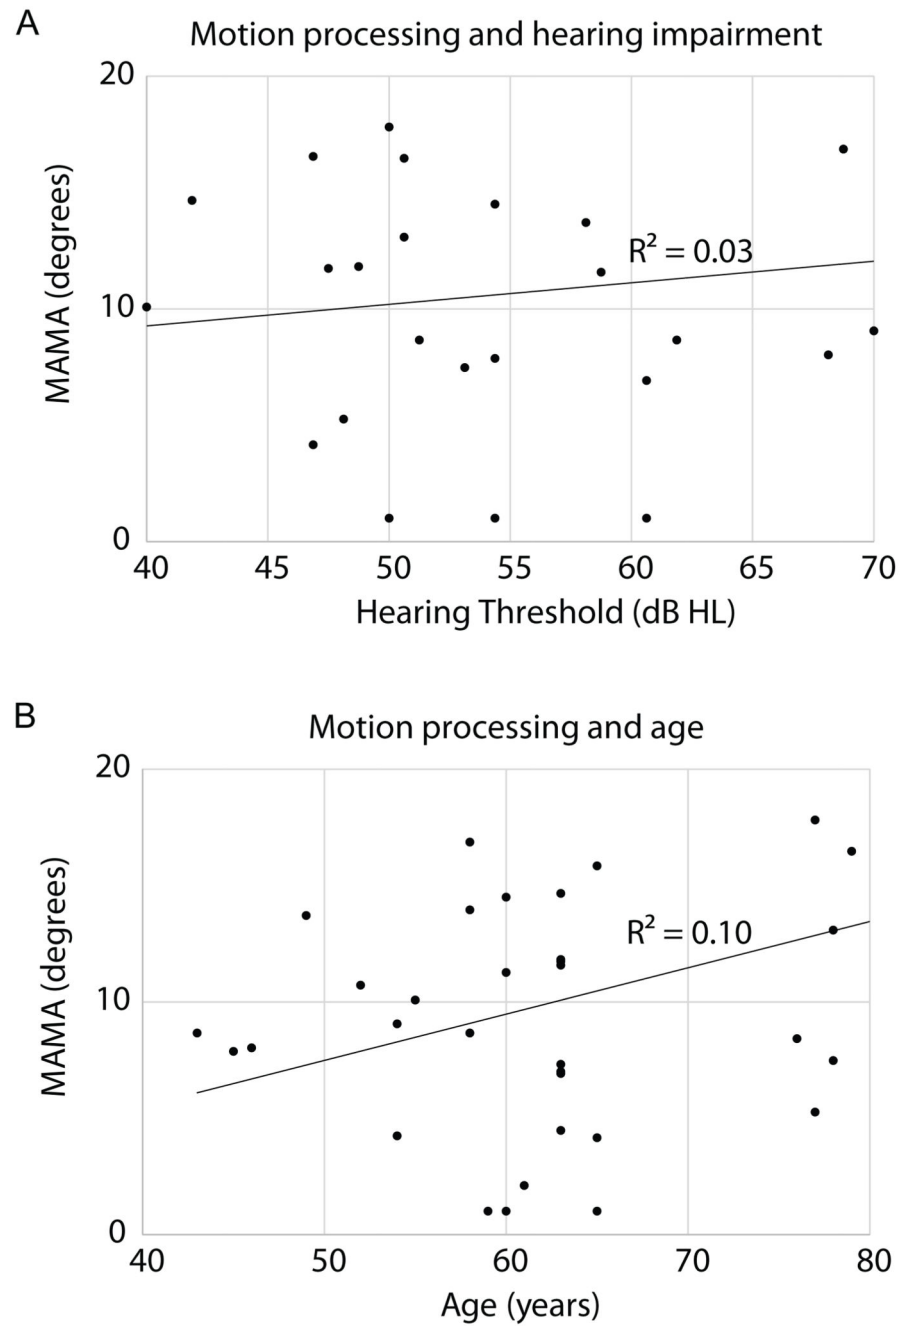 A
Motion processing and hearing impairment
20
R² = 0.03
MAMA (degrees)
10
0
40 45 50 55 60 65 70
Hearing Threshold (dB HL)
B
Motion processing and age
20
R² = 0.10
MAMA (degrees)
10
0
40 50 60 70 80
Age (years)